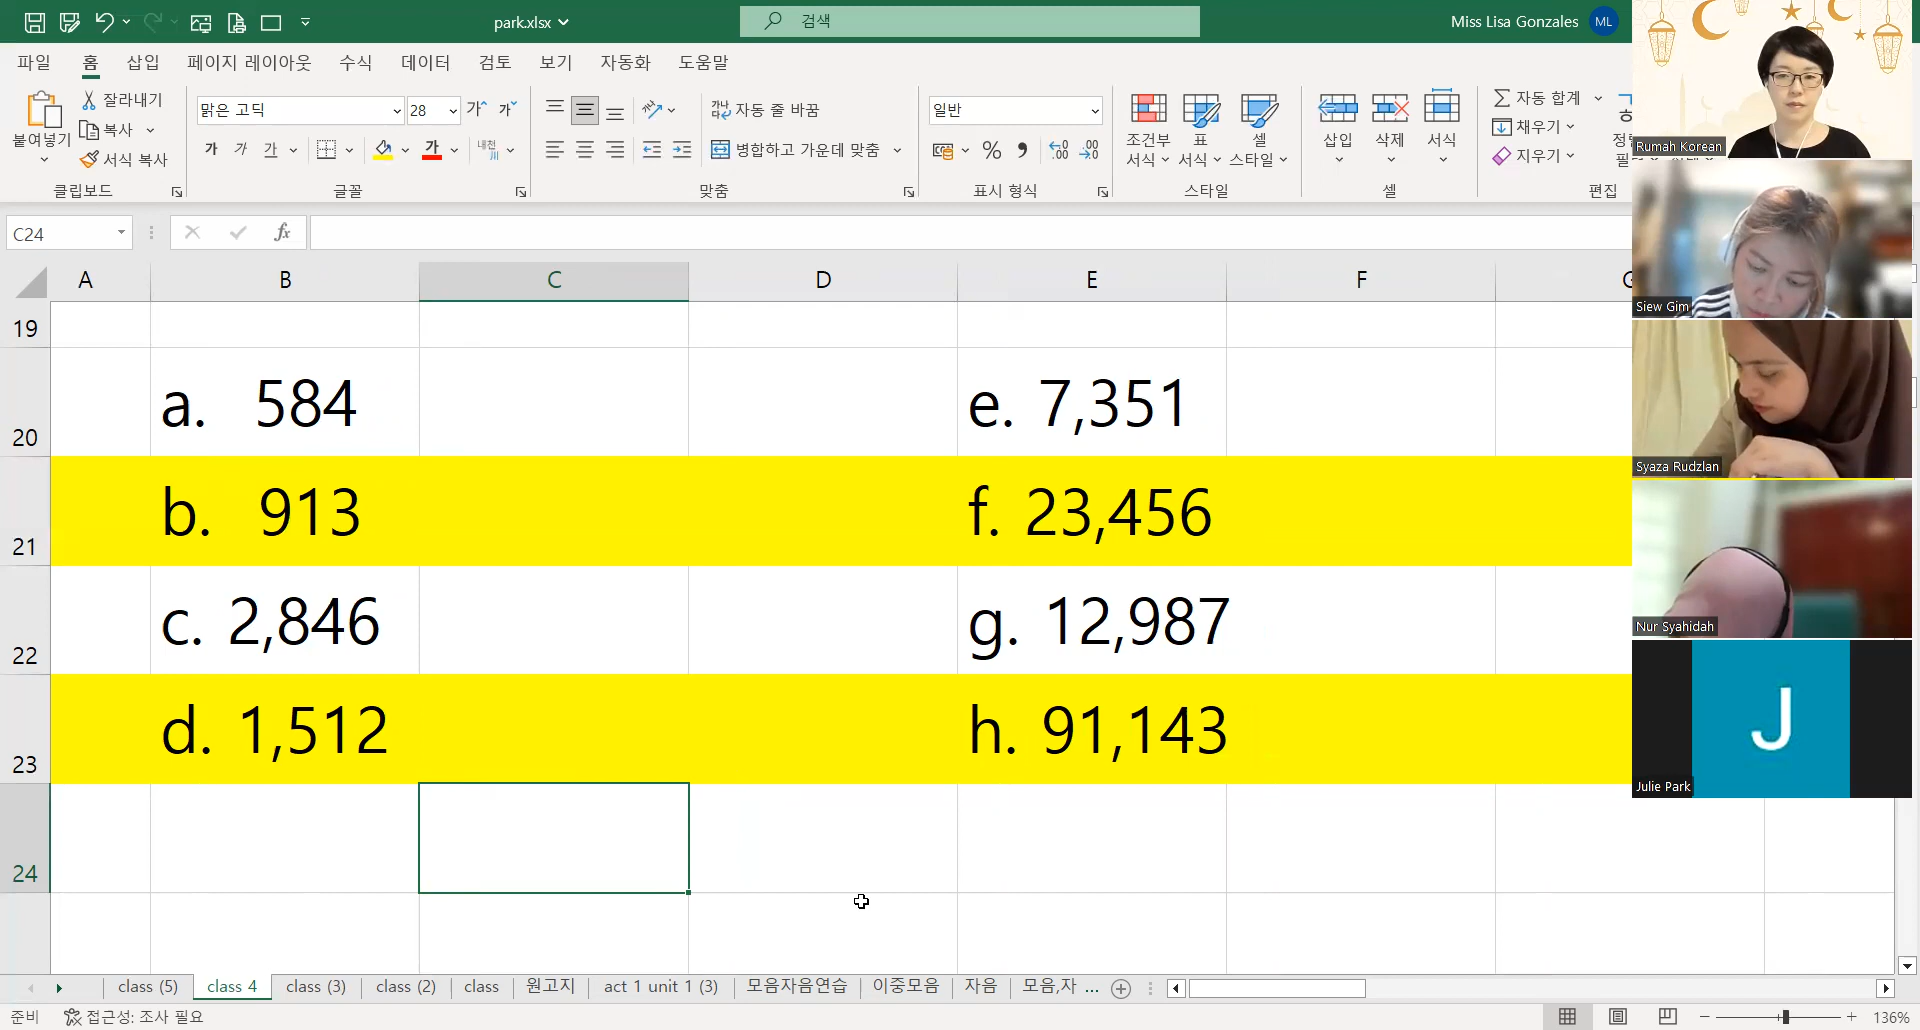 park.xlsx
검색
Miss Lisa Gonzales ML
파일 홈 삽입 페이지 레이아웃 수식 데이터 검토 보기 자동화 도움말
붙여넣기
잘라내기
복사
서식 복사
클립보드
맑은 고딕 28 가 가
가 가 가 가 내천
글꼴
자동 줄 바꿈
병합하고 가운데 맞춤
맞춤
일반
표시 형식
조건부 서식
표 서식
셀 스타일
스타일
삽입 삭제 서식
셀
자동 합계
채우기
지우기
편집
C24
fx
A B C D E F
19
20 a. 584 e. 7,351
21 b. 913 f. 23,456
22 c. 2,846 g. 12,987
23 d. 1,512 h. 91,143
24
Rumah Korean
Siew Gim
Syaza Rudzlan
Nur Syahidah
J
Julie Park
class (5) class 4 class (3) class (2) class 원고지 act 1 unit 1 (3) 모음자음연습 이중모음 자음 모음,자 ...
준비 접근성: 조사 필요 136%